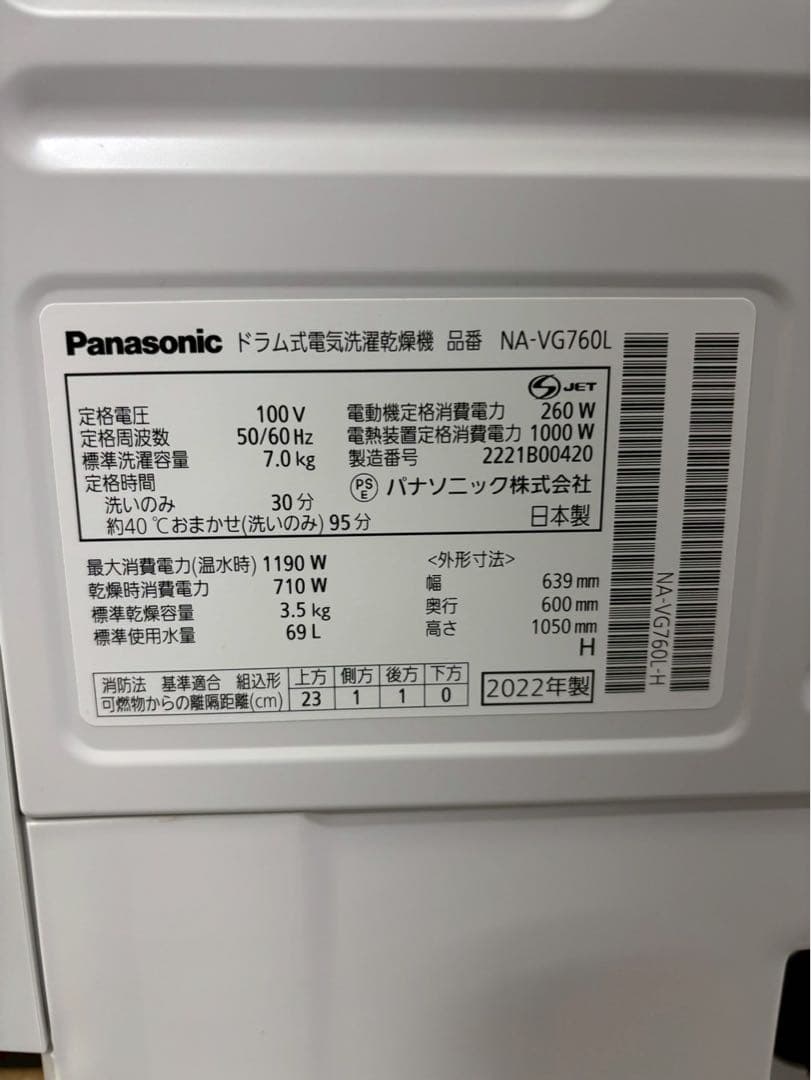 Panasonic ドラム式電気洗濯乾燥機 品番 NA-VG760L
JET
定格電圧 100 V 電動機定格消費電力 260 W
定格周波数 50/60 Hz 電熱装置定格消費電力 1000 W
標準洗濯容量 7.0 kg 製造番号 2221B00420
定格時間
PSE パナソニック株式会社
洗いのみ 30 分
約40 ℃おまかせ(洗いのみ) 95 分 日本製
最大消費電力(温水時) 1190 W <外形寸法>
乾燥時消費電力 710 W 幅 639 mm
標準乾燥容量 3.5 kg 奥行 600 mm
標準使用水量 69 L 高さ 1050 mm
H
消防法 基準適合 組込形 上方 側方 後方 下方
可燃物からの離隔距離(cm) 23 1 1 0
2022年製
NA-VG760L-H